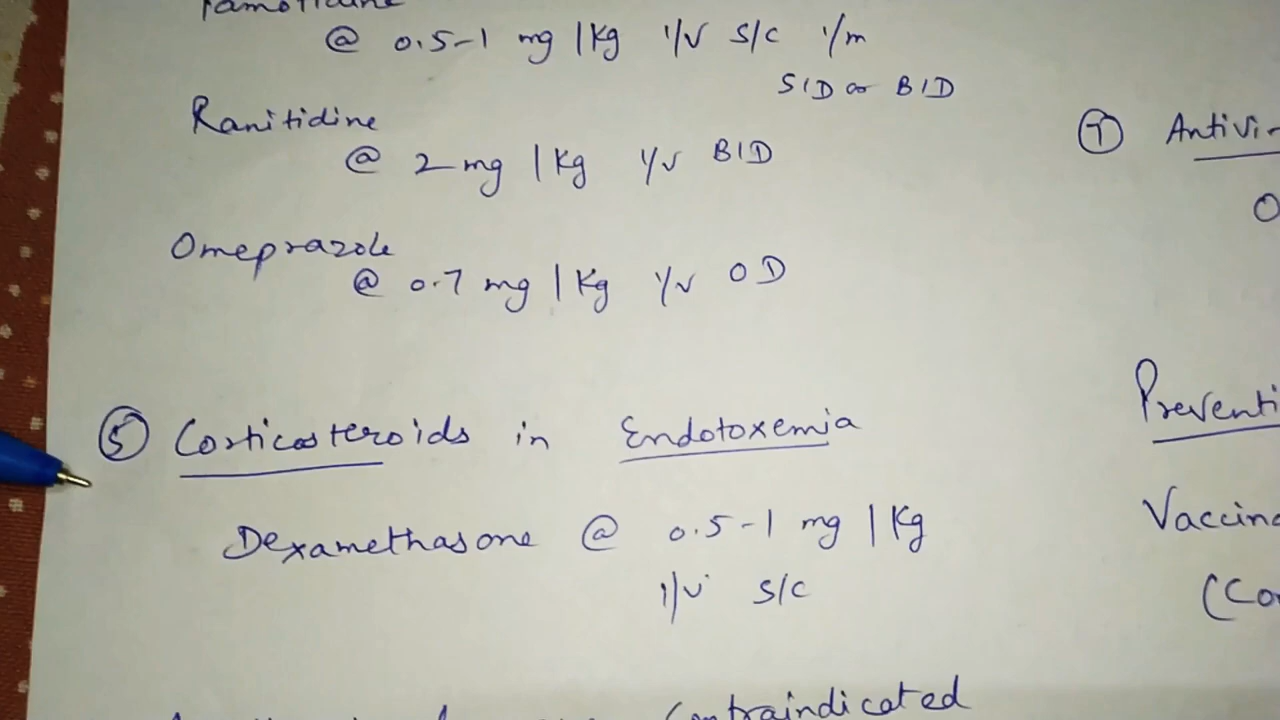 Famotidine
@ 0.5-1 mg/Kg I/V S/C I/m
SID or BID
Ranitidine
@ 2 mg/Kg I/V BID
Omeprazole
@ 0.7 mg/Kg I/V OD
⑤ Corticosteroids in Endotoxemia
Dexamethasone @ 0.5-1 mg/Kg
I/V S/C
Contraindicated
⑦ Antivi
O
Preventi
Vaccin
(Co